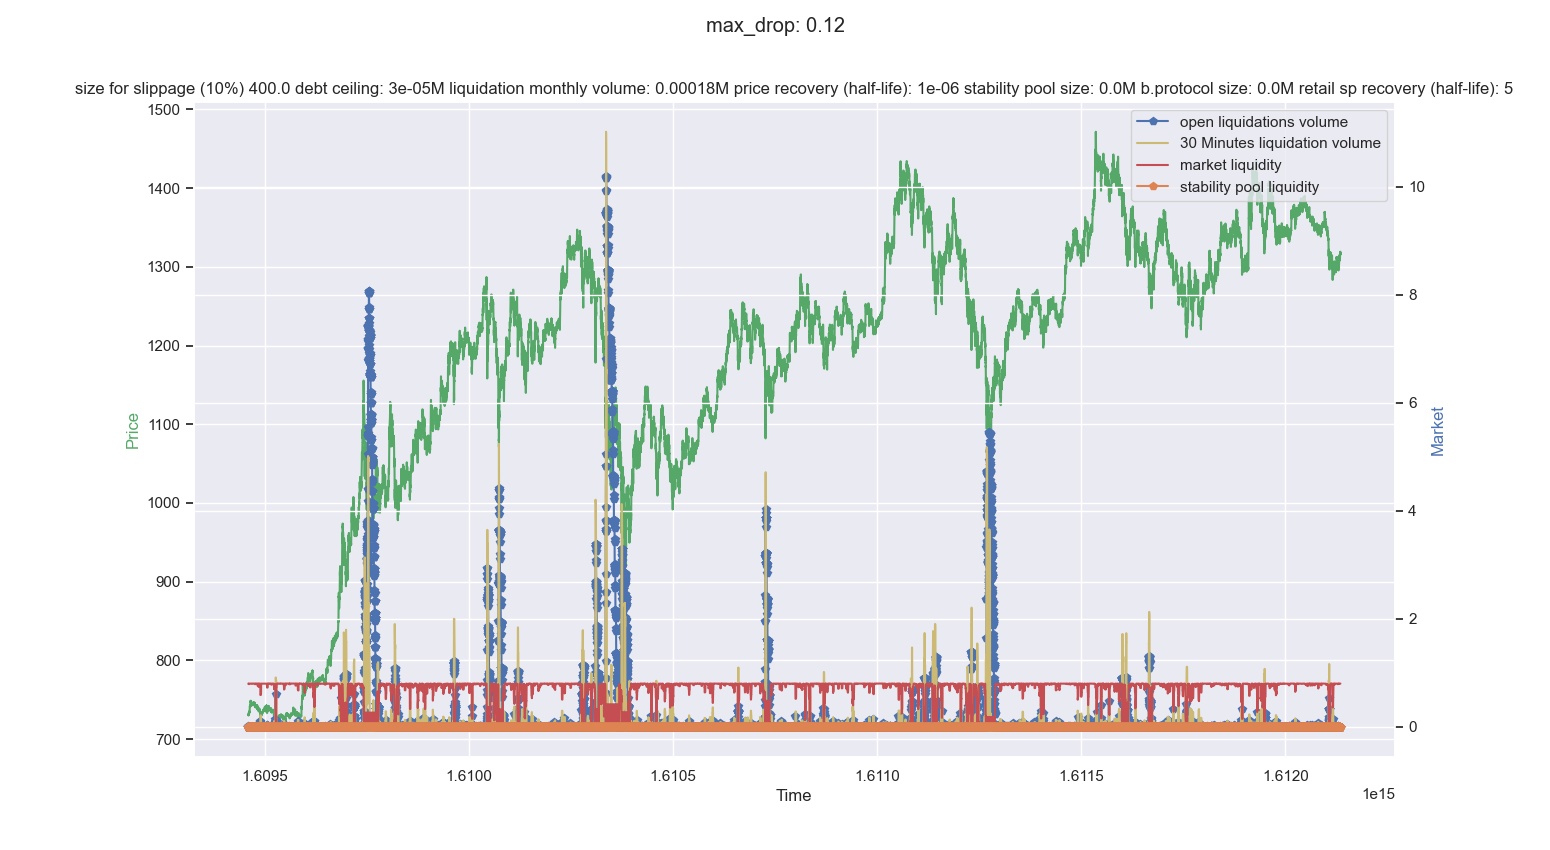 max_drop: 0.12
size for slippage (10%) 400.0 debt ceiling: 3e-05M liquidation monthly volume: 0.00018M price recovery (half-life): 1e-06 stability pool size: 0.0M b.protocol size: 0.0M retail sp recovery (half-life): 5
open liquidations volume
30 Minutes liquidation volume
market liquidity
stability pool liquidity
1500
1400
1300
1200
1100
1000
900
800
700
Price
10
8
6
4
2
0
Market
1.6095 1.6100 1.6105 1.6110 1.6115 1.6120
1e15
Time